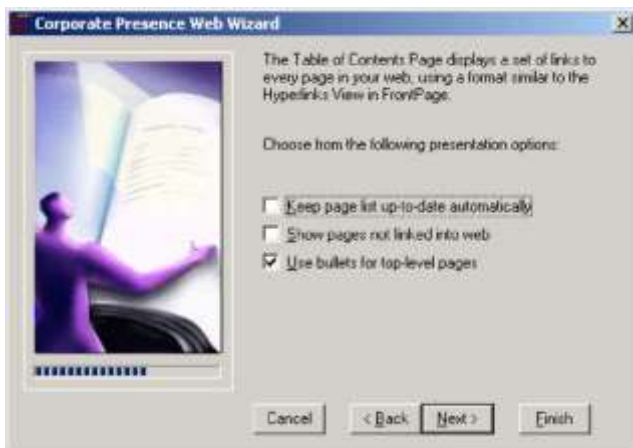 Corporate Presence Web Wizard
The Table of Contents Page displays a set of links to
every page in your web, using a format similar to the
Hyperlinks View in FrontPage.
Choose from the following presentation options:
Keep page list up-to-date automatically
Show pages not linked into web
Use bullets for top-level pages
Cancel
< Back
Next >
Finish